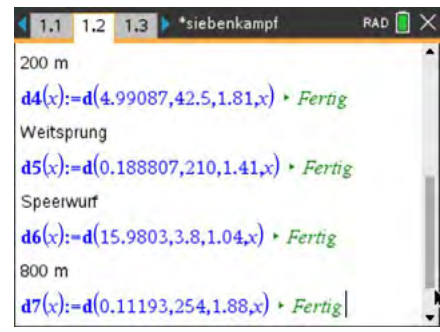 1.1 1.2 1.3 *siebenkampf RAD
200 m
d4(x):=d(4.99087,42.5,1.81,x) ▸ Fertig
Weitsprung
d5(x):=d(0.188807,210,1.41,x) ▸ Fertig
Speerwurf
d6(x):=d(15.9803,3.8,1.04,x) ▸ Fertig
800 m
d7(x):=d(0.11193,254,1.88,x) ▸ Fertig